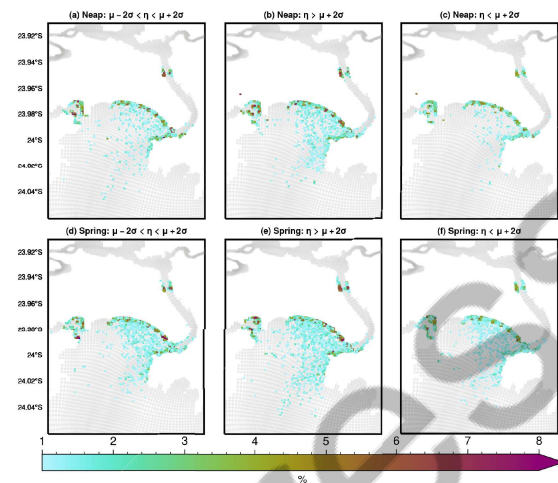 (a) Neap: μ − 2σ < η < μ + 2σ
(b) Neap: η > μ + 2σ
(c) Neap: η < μ + 2σ
23.92°S
23.94°S
23.96°S
23.98°S
24°S
24.04°S
(d) Spring: μ − 2σ < η < μ + 2σ
(e) Spring: η > μ + 2σ
(f) Spring: η < μ + 2σ
23.92°S
23.94°S
23.96°S
24°S
24.02°S
24.04°S
1 2 3 4 5 6 7 8
%